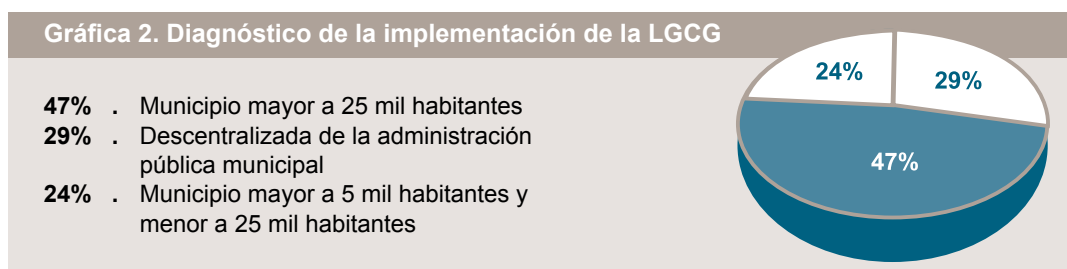 Gráfica 2. Diagnóstico de la implementación de la LGCG
47% . Municipio mayor a 25 mil habitantes
29% . Descentralizada de la administración
pública municipal
24% . Municipio mayor a 5 mil habitantes y
menor a 25 mil habitantes
24%
29%
47%